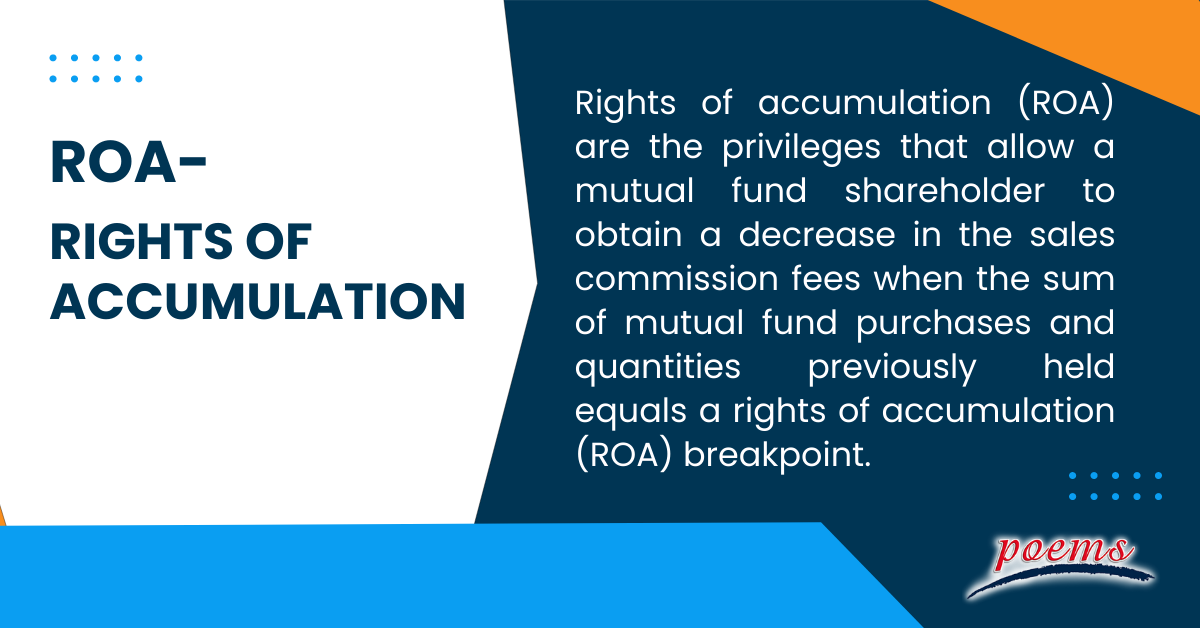 ROA–
RIGHTS OF
ACCUMULATION
Rights of accumulation (ROA)
are the privileges that allow a
mutual fund shareholder to
obtain a decrease in the sales
commission fees when the sum
of mutual fund purchases and
quantities previously held
equals a rights of accumulation
(ROA) breakpoint.
poems